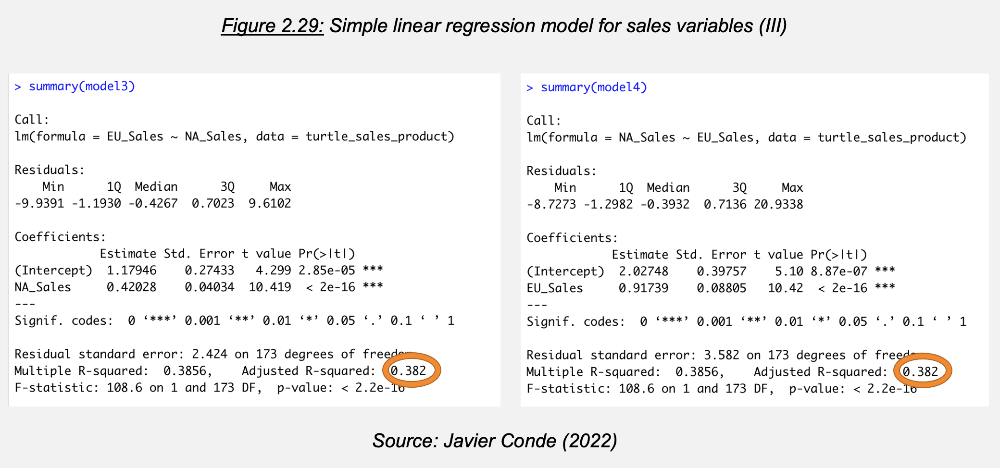 Figure 2.29: Simple linear regression model for sales variables (III)
> summary(model3)
Call:
lm(formula = EU_Sales ~ NA_Sales, data = turtle_sales_product)
Residuals:
Min 1Q Median 3Q Max
-9.9391 -1.1930 -0.4267 0.7023 9.6102
Coefficients:
Estimate Std. Error t value Pr(>|t|)
(Intercept) 1.17946 0.27433 4.299 2.85e-05 ***
NA_Sales 0.42028 0.04034 10.419 < 2e-16 ***
---
Signif. codes: 0 ‘***’ 0.001 ‘**’ 0.01 ‘*’ 0.05 ‘.’ 0.1 ‘ ’ 1
Residual standard error: 2.424 on 173 degrees of freedom
Multiple R-squared: 0.3856, Adjusted R-squared: 0.382
F-statistic: 108.6 on 1 and 173 DF, p-value: < 2.2e-16
> summary(model4)
Call:
lm(formula = NA_Sales ~ EU_Sales, data = turtle_sales_product)
Residuals:
Min 1Q Median 3Q Max
-8.7273 -1.2982 -0.3932 0.7136 20.9338
Coefficients:
Estimate Std. Error t value Pr(>|t|)
(Intercept) 2.02748 0.39757 5.10 8.87e-07 ***
EU_Sales 0.91739 0.08805 10.42 < 2e-16 ***
---
Signif. codes: 0 ‘***’ 0.001 ‘**’ 0.01 ‘*’ 0.05 ‘.’ 0.1 ‘ ’ 1
Residual standard error: 3.582 on 173 degrees of freedom
Multiple R-squared: 0.3856, Adjusted R-squared: 0.382
F-statistic: 108.6 on 1 and 173 DF, p-value: < 2.2e-16
Source: Javier Conde (2022)